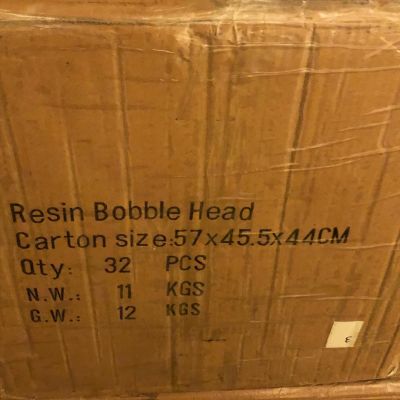 Resin Bobble Head
Carton size:57x45.5x44CM
Qty: 32 PCS
N.W.: 11 KGS
G.W.: 12 KGS